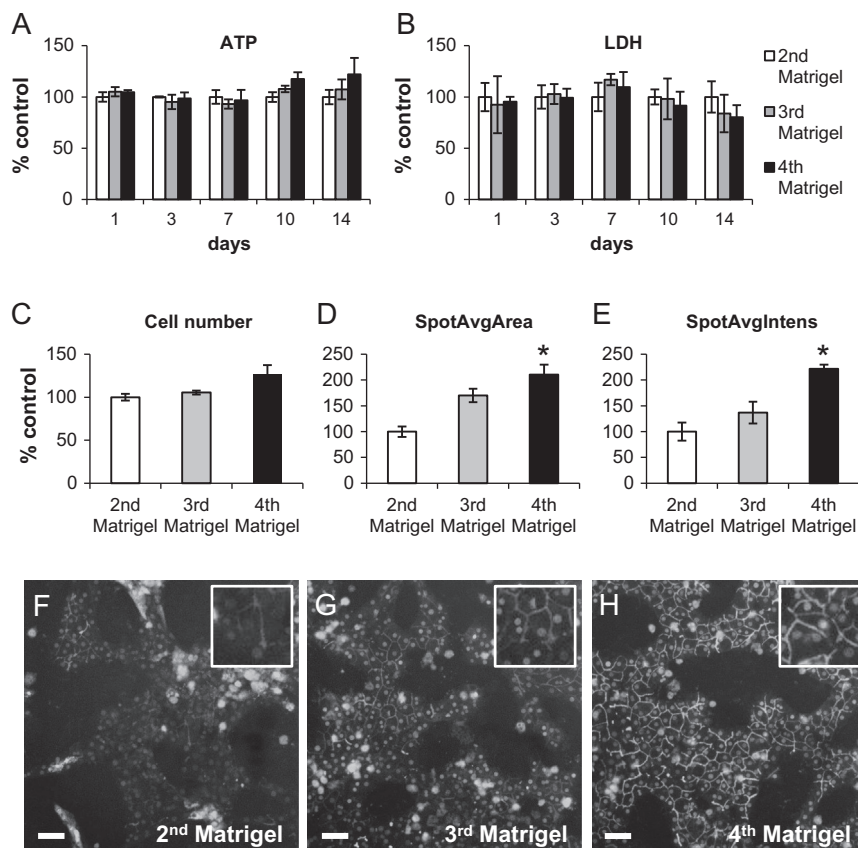 A
ATP
% control
150
100
50
0
1 3 7 10 14
days
B
LDH
% control
150
100
50
0
1 3 7 10 14
days
2nd
Matrigel
3rd
Matrigel
4th
Matrigel
C
Cell number
% control
150
100
50
0
2nd 3rd 4th
Matrigel Matrigel Matrigel
D
SpotAvgArea
250
200
150
100
50
0
*
2nd 3rd 4th
Matrigel Matrigel Matrigel
E
SpotAvgIntens
250
200
150
100
50
0
*
2nd 3rd 4th
Matrigel Matrigel Matrigel
F
2nd Matrigel
G
3rd Matrigel
H
4th Matrigel